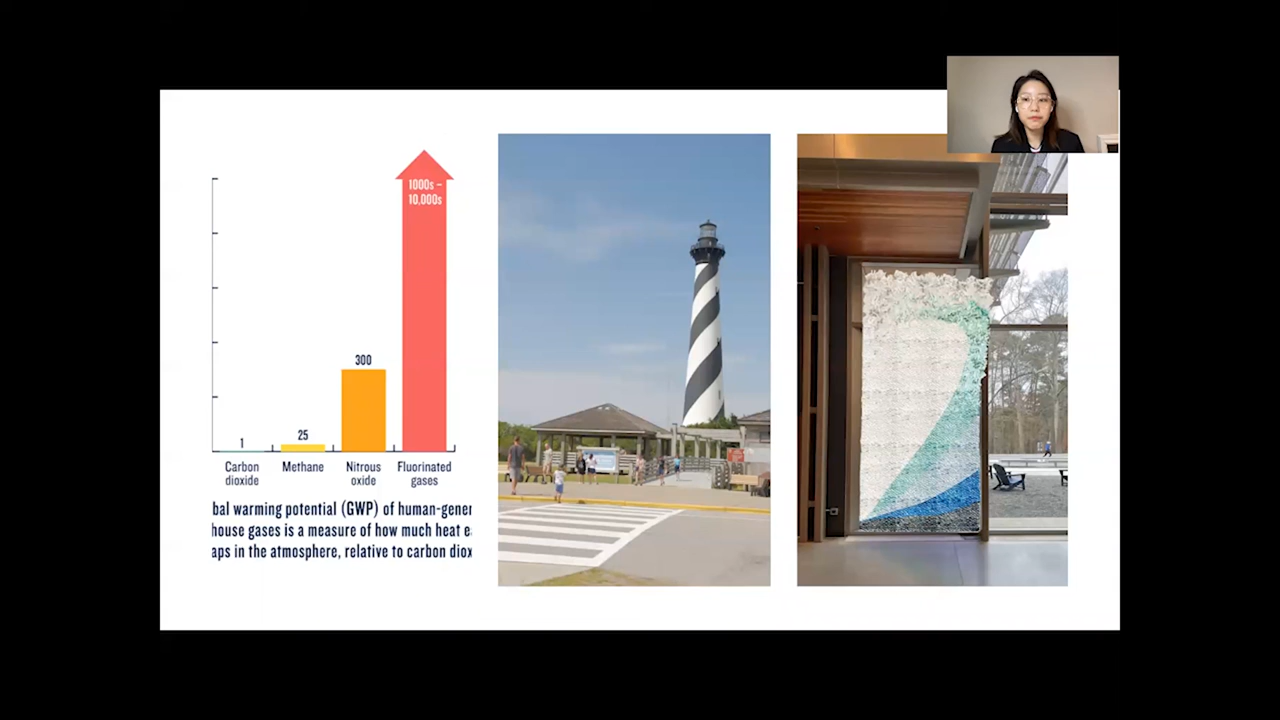 1000s –
10,000s
300
25
1
Carbon
dioxide
Methane
Nitrous
oxide
Fluorinated
gases
bal warming potential (GWP) of human-gener
house gases is a measure of how much heat e
aps in the atmosphere, relative to carbon diox